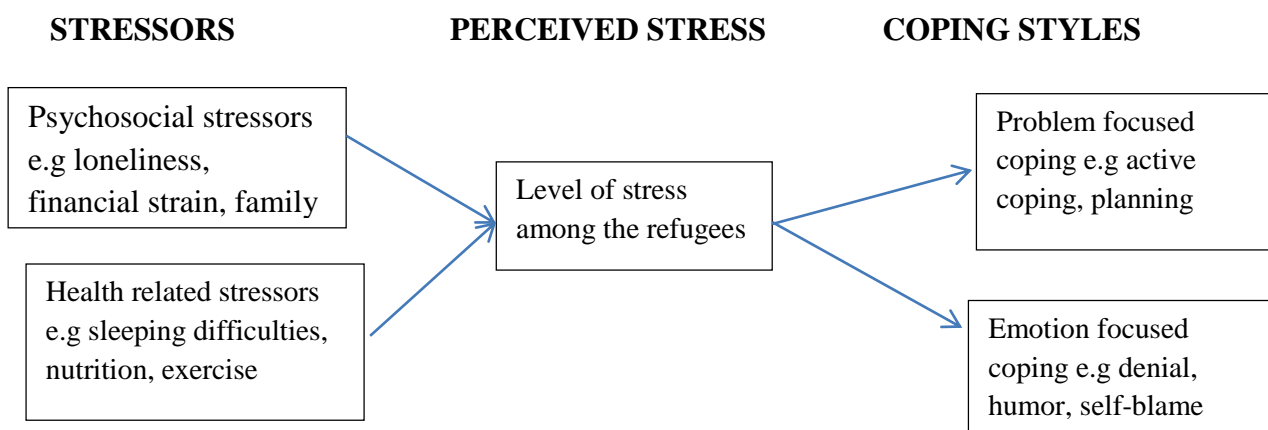 STRESSORS PERCEIVED STRESS COPING STYLES
Psychosocial stressors
e.g loneliness,
financial strain, family
Health related stressors
e.g sleeping difficulties,
nutrition, exercise
Level of stress
among the refugees
Problem focused
coping e.g active
coping, planning
Emotion focused
coping e.g denial,
humor, self-blame